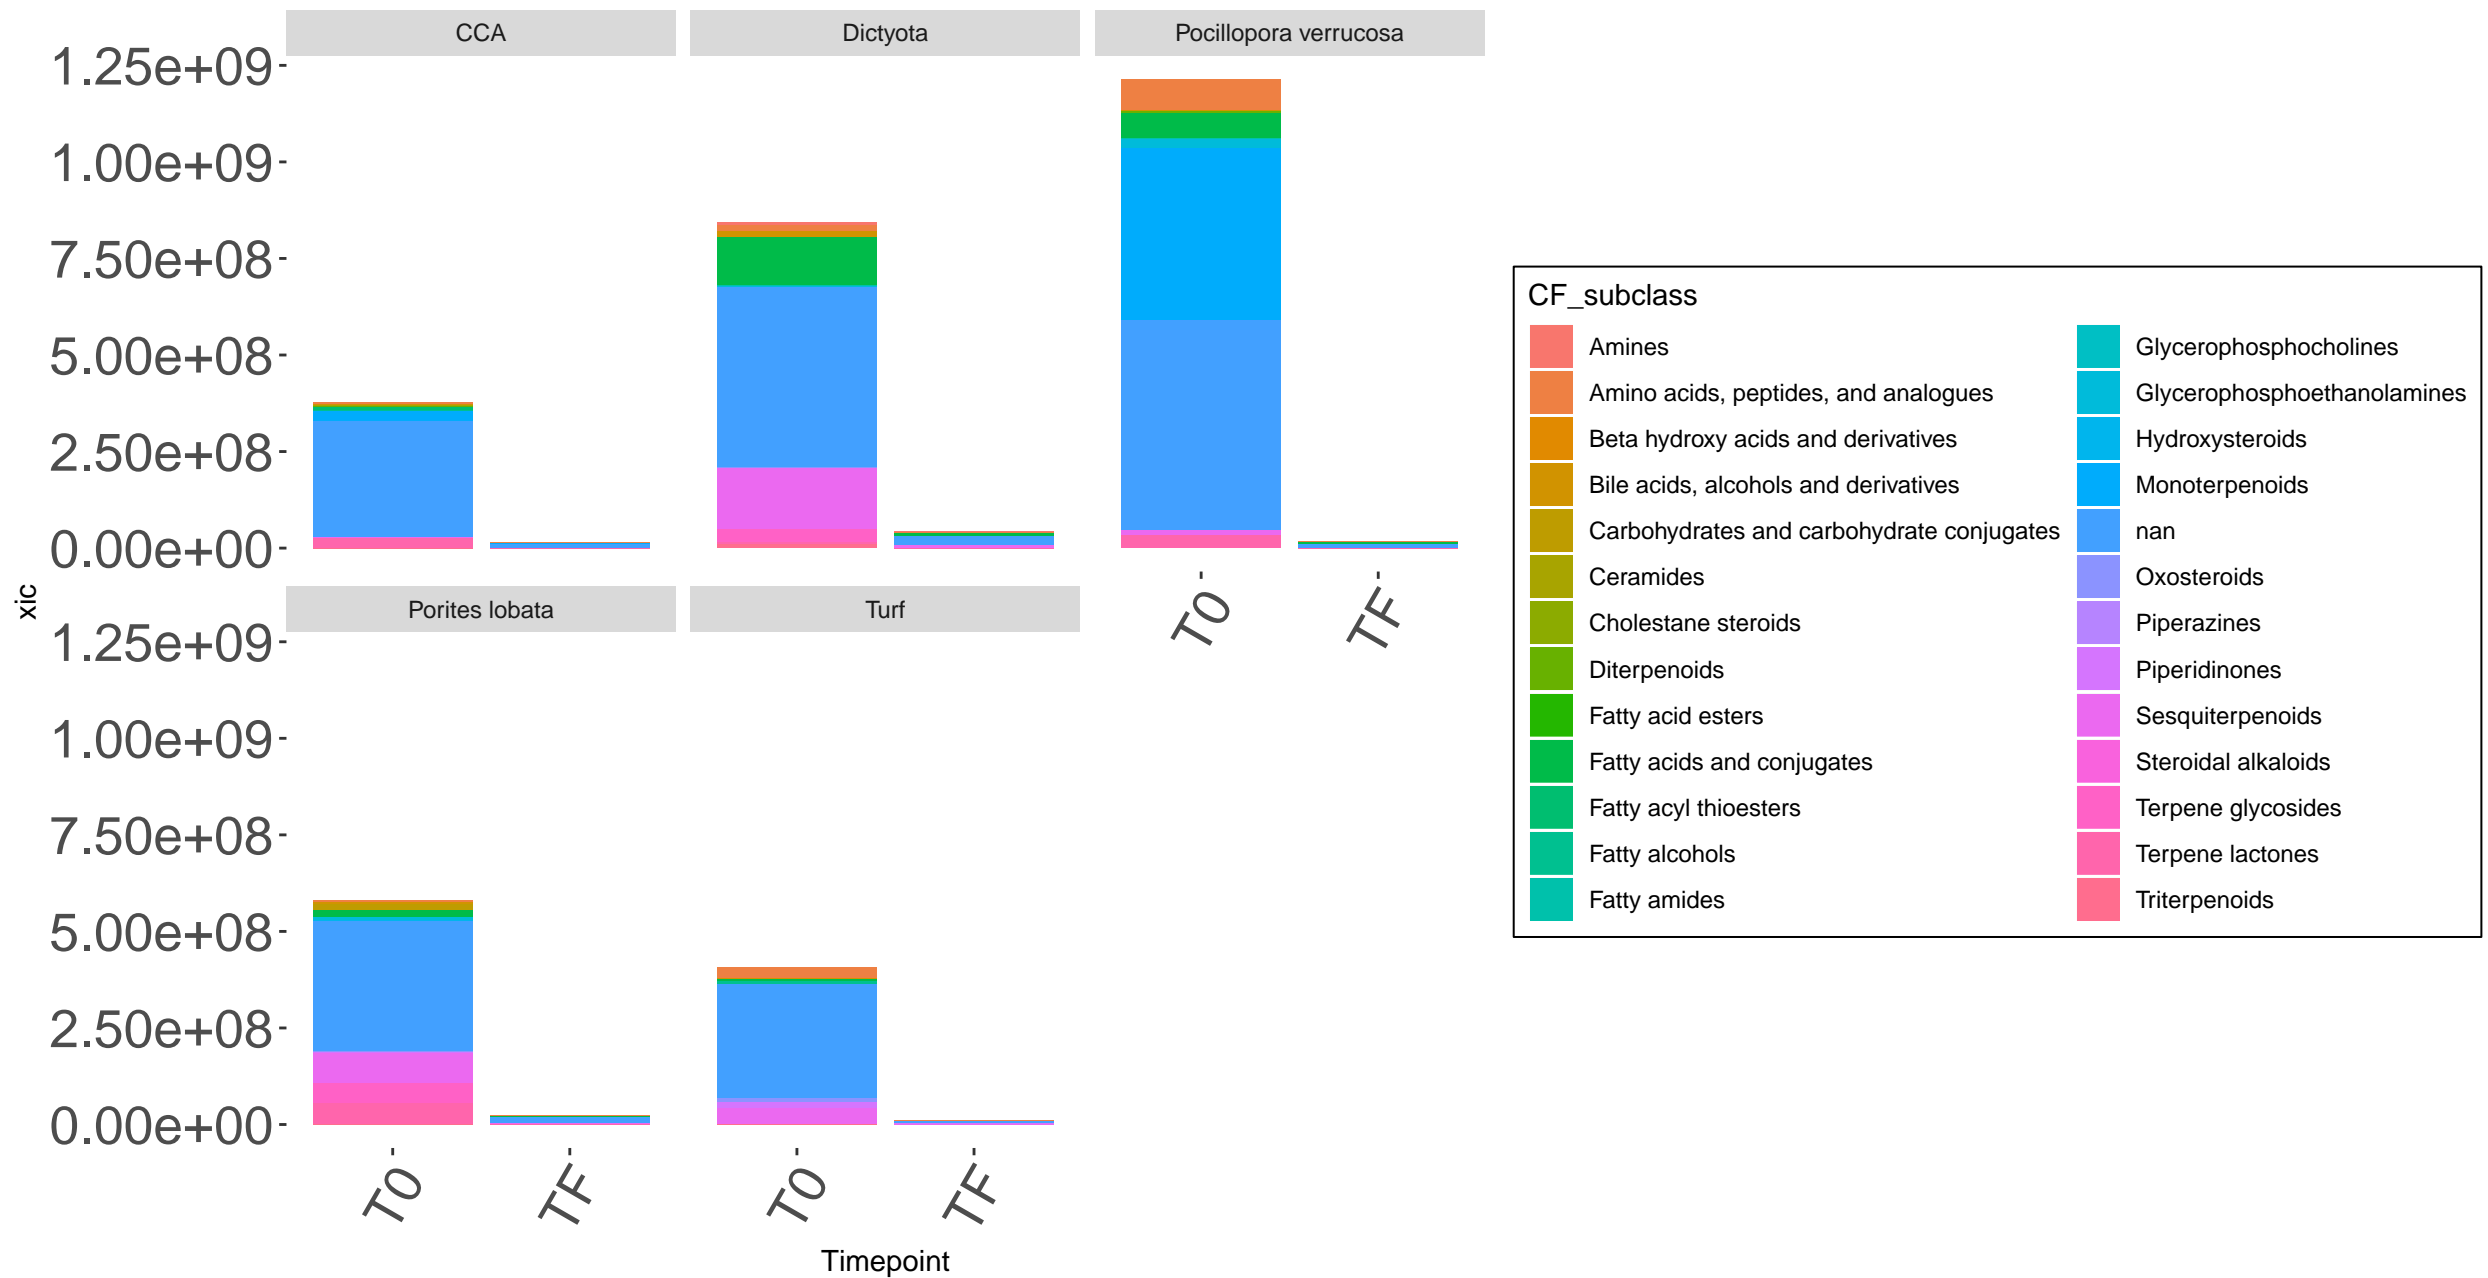 CCA
Dictyota
Pocillopora verrucosa
1.25e+09
1.00e+09
7.50e+08
5.00e+08
2.50e+08
0.00e+00
T0
TF
xic
Porites lobata
Turf
1.25e+09
1.00e+09
7.50e+08
5.00e+08
2.50e+08
0.00e+00
T0
TF
T0
TF
Timepoint
CF_subclass
Amines
Amino acids, peptides, and analogues
Beta hydroxy acids and derivatives
Bile acids, alcohols and derivatives
Carbohydrates and carbohydrate conjugates
Ceramides
Cholestane steroids
Diterpenoids
Fatty acid esters
Fatty acids and conjugates
Fatty acyl thioesters
Fatty alcohols
Fatty amides
Glycerophosphocholines
Glycerophosphoethanolamines
Hydroxysteroids
Monoterpenoids
nan
Oxosteroids
Piperazines
Piperidinones
Sesquiterpenoids
Steroidal alkaloids
Terpene glycosides
Terpene lactones
Triterpenoids